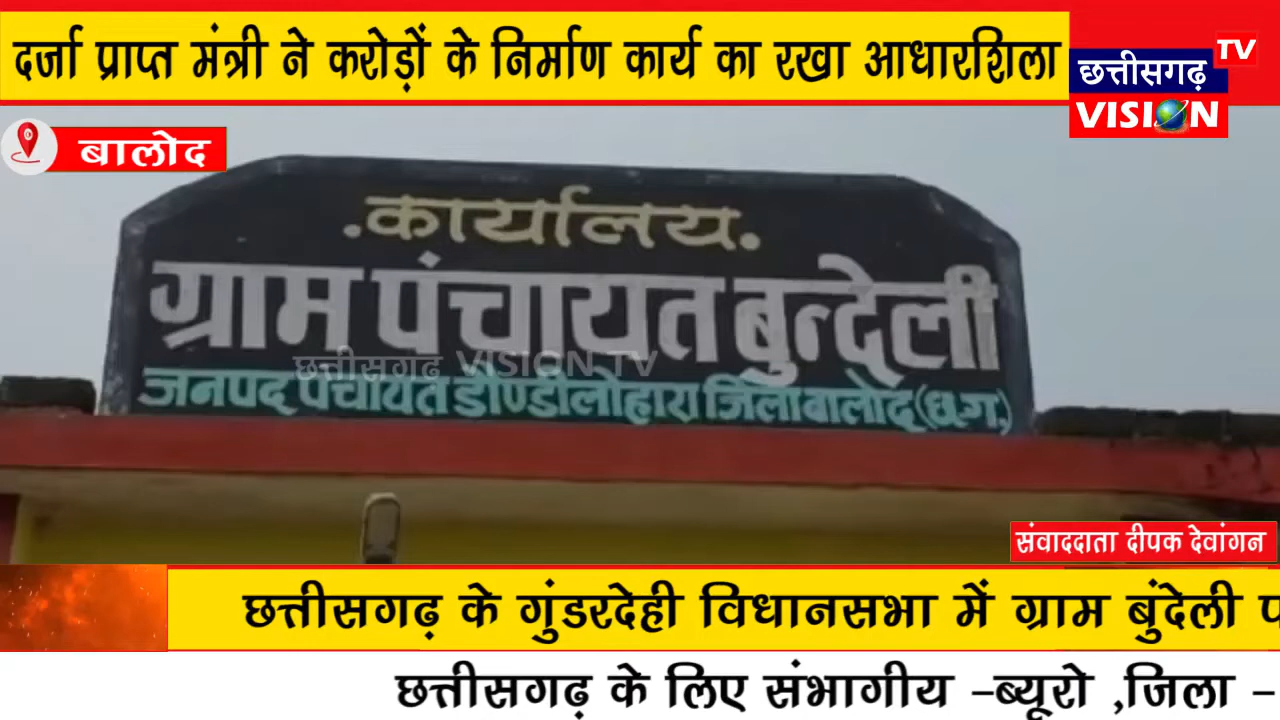 दर्जा प्राप्त मंत्री ने करोड़ों के निर्माण कार्य का रखा आधारशिला
छत्तीसगढ़ TV
VISION
बालोद
.कार्यालय.
ग्राम पंचायत बुन्देली
छत्तीसगढ़ VISION TV
जनपद पंचायत डौण्डीलोहारा जिला बालोद (छ.ग.)
संवाददाता दीपक देवांगन
छत्तीसगढ़ के गुंडरदेही विधानसभा में ग्राम बुंदेली प
छत्तीसगढ़ के लिए संभागीय -ब्यूरो ,जिला -